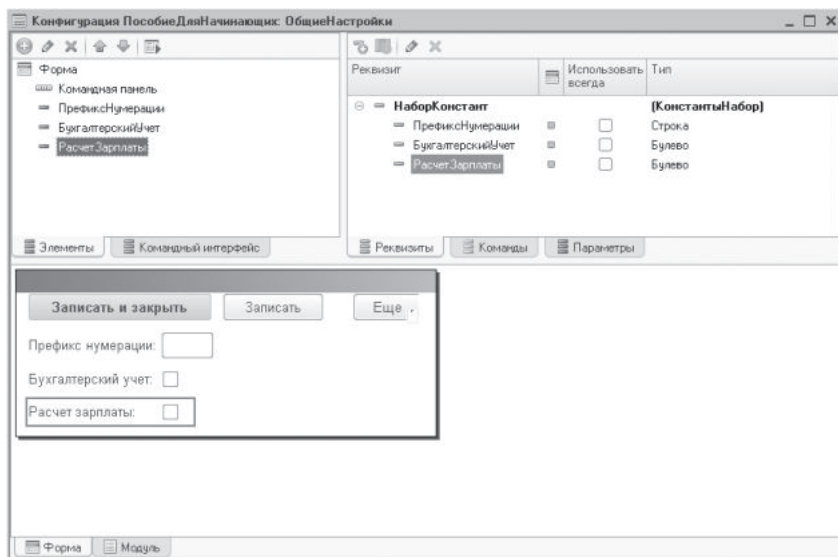 Конфигурация ПособиеДляНачинающих: ОбщиеНастройки
Форма
Командная панель
ПрефиксНумерации
БухгалтерскийУчет
РасчетЗарплаты
Элементы
Командный интерфейс
Реквизит
Использовать всегда
Тип
НаборКонстант
(КонстантыНабор)
ПрефиксНумерации
Строка
БухгалтерскийУчет
Булево
РасчетЗарплаты
Булево
Реквизиты
Команды
Параметры
Записать и закрыть
Записать
Еще
Префикс нумерации:
Бухгалтерский учет:
Расчет зарплаты:
Форма
Модуль